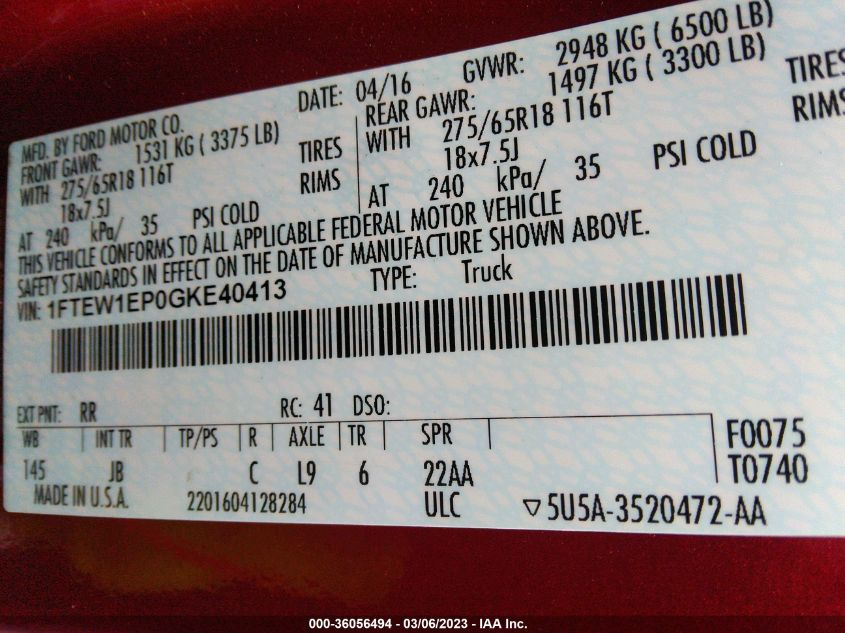 MFD. BY FORD MOTOR CO.
DATE: 04/16 GVWR: 2948 KG ( 6500 LB)
FRONT GAWR: 1531 KG ( 3375 LB) REAR GAWR: 1497 KG ( 3300 LB)
WITH 275/65R18 116T TIRES WITH 275/65R18 116T TIRES
18x7.5J RIMS 18x7.5J RIMS
AT 240 kPa/ 35 PSI COLD AT 240 kPa/ 35 PSI COLD
THIS VEHICLE CONFORMS TO ALL APPLICABLE FEDERAL MOTOR VEHICLE
SAFETY STANDARDS IN EFFECT ON THE DATE OF MANUFACTURE SHOWN ABOVE.
VIN: 1FTEW1EP0GKE40413 TYPE: Truck
EXT PNT: RR RC: 41 DSO:
WB INT TR TP/PS R AXLE TR SPR F0075
145 JB C L9 6 22AA T0740
MADE IN U.S.A. 2201604128284 ULC ▽5U5A-3520472-AA
000-36056494 - 03/06/2023 - IAA Inc.